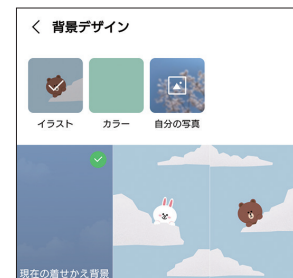 背景デザイン
イラスト
カラー
自分の写真
現在の着せかえ背景